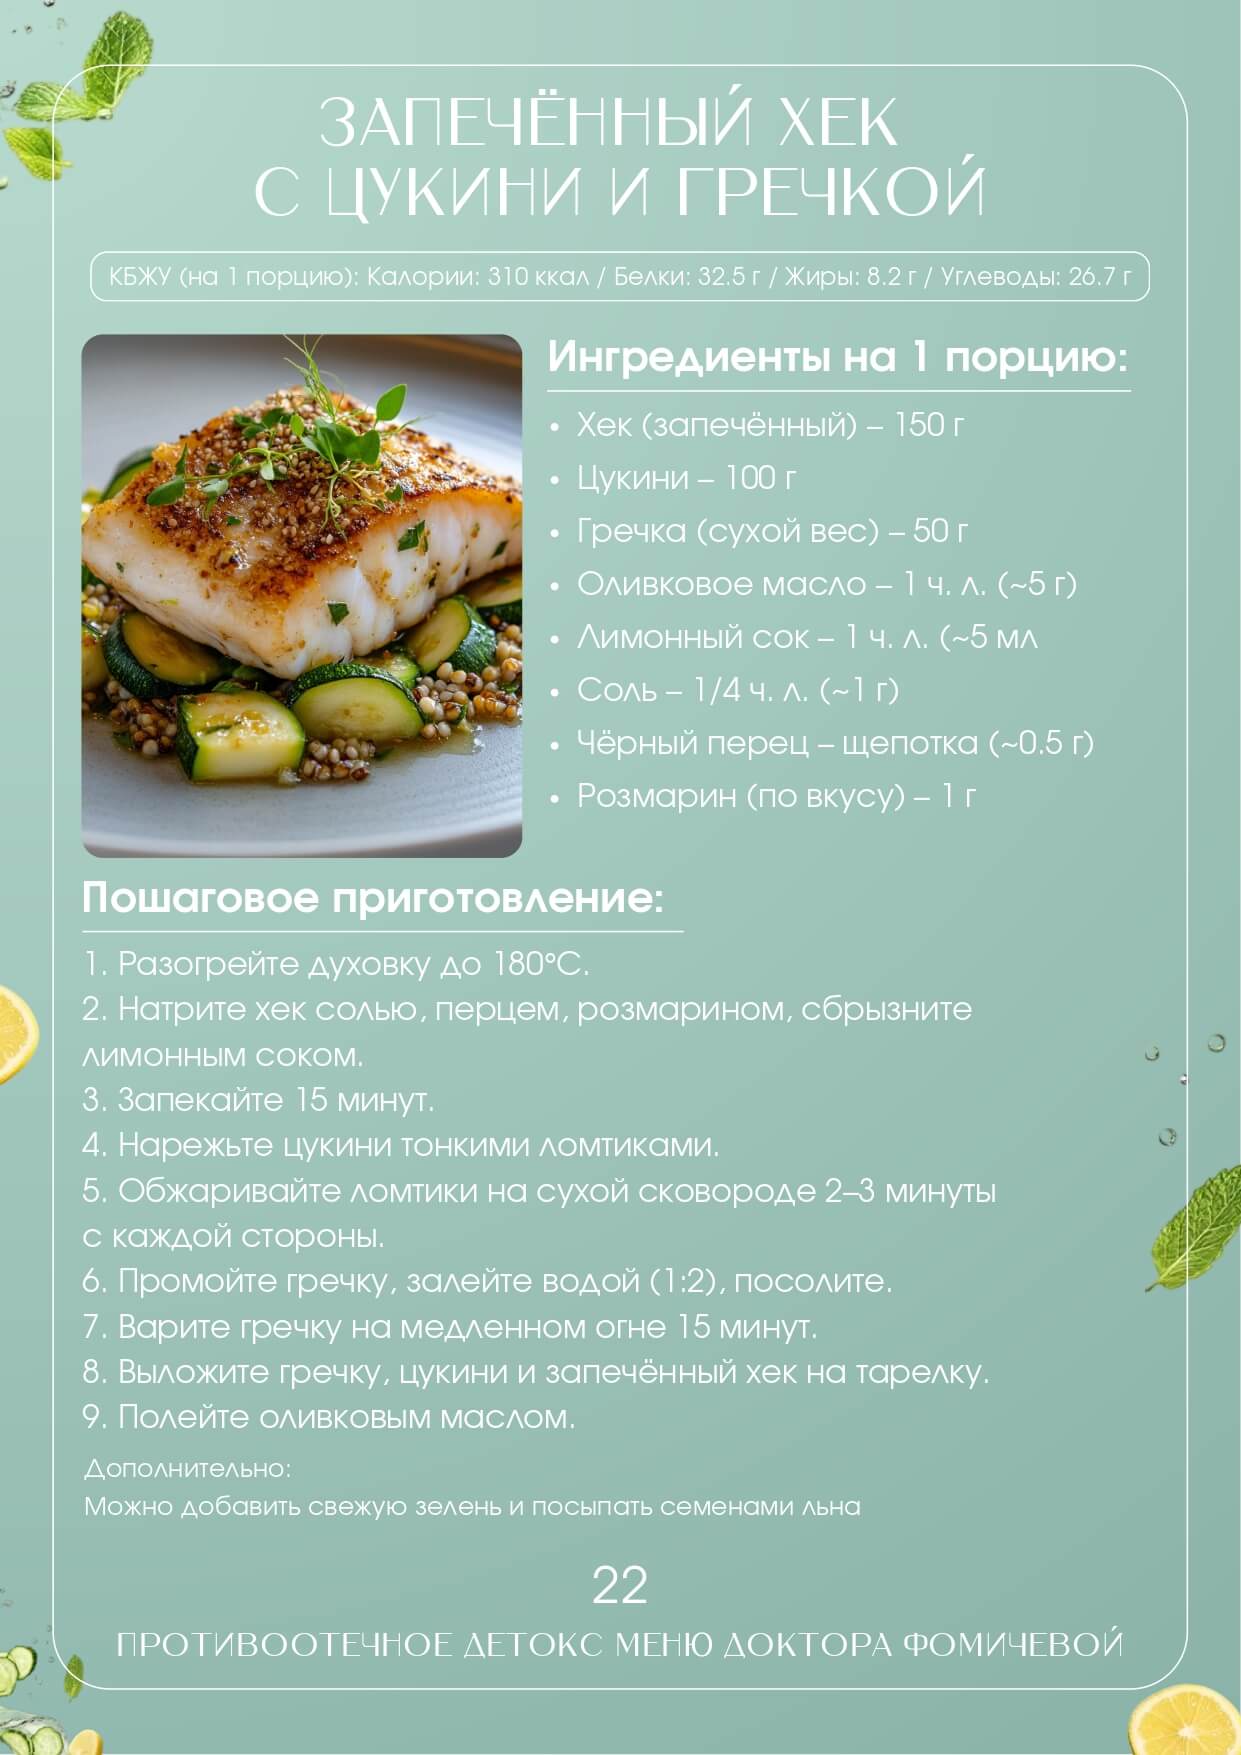 ЗАПЕЧЁННЫЙ ХЕК
С ЦУКИНИ И ГРЕЧКОЙ
КБЖУ (на 1 порцию): Калории: 310 ккал / Белки: 32.5 г / Жиры: 8.2 г / Углеводы: 26.7 г
Ингредиенты на 1 порцию:
• Хек (запечённый) – 150 г
• Цукини – 100 г
• Гречка (сухой вес) – 50 г
• Оливковое масло – 1 ч. л. (~5 г)
• Лимонный сок – 1 ч. л. (~5 мл
• Соль – 1/4 ч. л. (~1 г)
• Чёрный перец – щепотка (~0.5 г)
• Розмарин (по вкусу) – 1 г
Пошаговое приготовление:
1. Разогрейте духовку до 180°C.
2. Натрите хек солью, перцем, розмарином, сбрызните
лимонным соком.
3. Запекайте 15 минут.
4. Нарежьте цукини тонкими ломтиками.
5. Обжаривайте ломтики на сухой сковороде 2–3 минуты
с каждой стороны.
6. Промойте гречку, залейте водой (1:2), посолите.
7. Варите гречку на медленном огне 15 минут.
8. Выложите гречку, цукини и запечённый хек на тарелку.
9. Полейте оливковым маслом.
Дополнительно:
Можно добавить свежую зелень и посыпать семенами льна
22
ПРОТИВООТЕЧНОЕ ДЕТОКС МЕНЮ ДОКТОРА ФОМИЧЕВОЙ